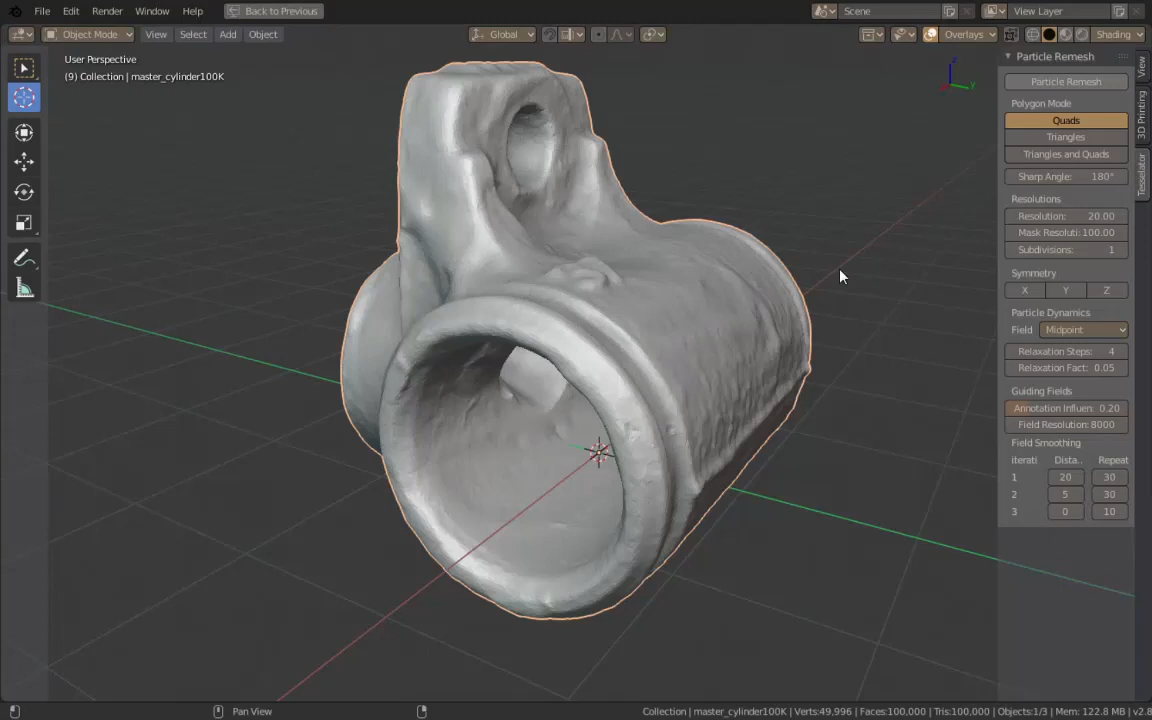 File Edit Render Window Help Back to Previous Scene View Layer
Object Mode View Select Add Object Global Overlays Shading
User Perspective
(9) Collection | master_cylinder100K
z
Y
Particle Remesh
Particle Remesh
Polygon Mode
Quads
Triangles
Triangles and Quads
Sharp Angle: 180°
Resolutions
Resolution: 20.00
Mask Resoluti: 100.00
Subdivisions: 1
Symmetry
X Y Z
Particle Dynamics
Field Midpoint
Relaxation Steps: 4
Relaxation Fact: 0.05
Guiding Fields
Annotation Influen: 0.20
Field Resolution: 8000
Field Smoothing
iterati Dista.. Repeat
1 20 30
2 5 30
3 0 10
View
3D Printing
Tesselator
Pan View Collection | master_cylinder100K | Verts:49,996 | Faces:100,000 | Tris:100,000 | Objects:1/3 | Mem: 122.8 MB | v2.8